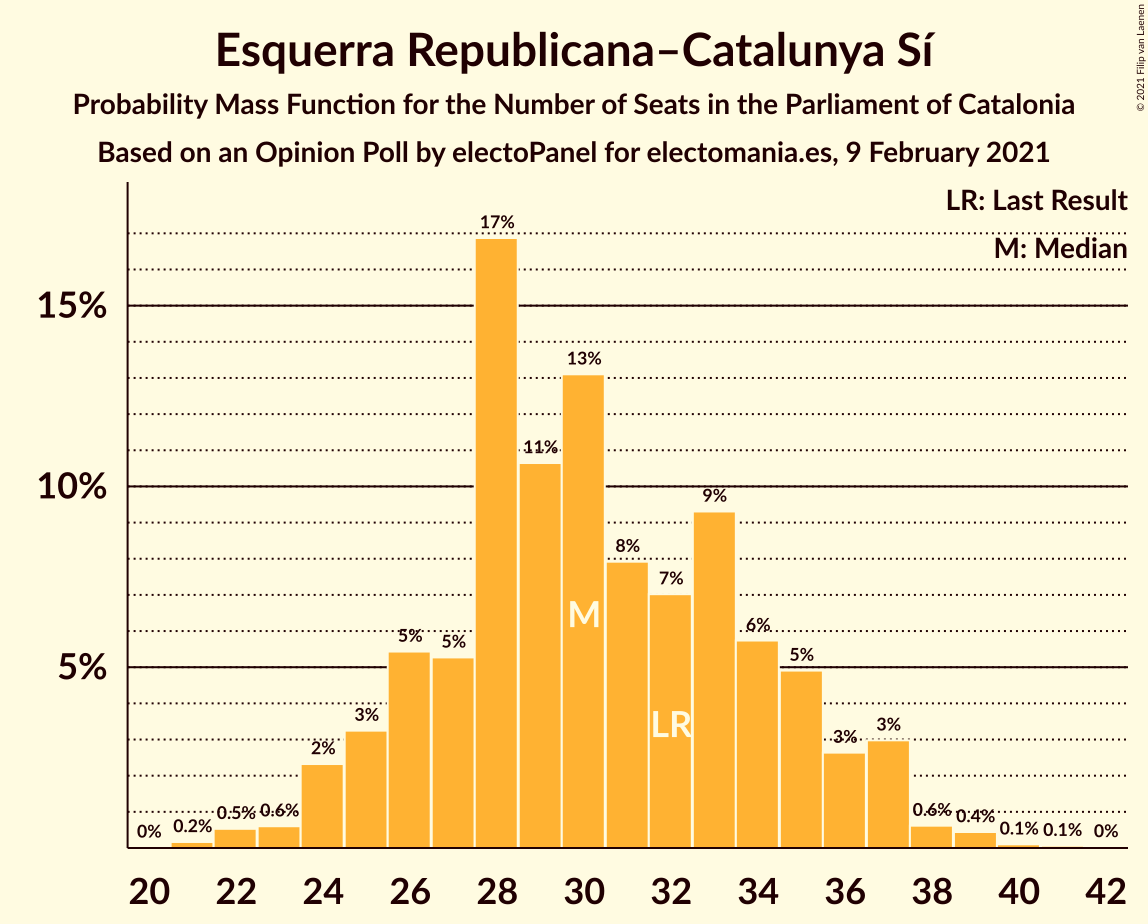 Esquerra Republicana–Catalunya Sí
Probability Mass Function for the Number of Seats in the Parliament of Catalonia
Based on an Opinion Poll by electoPanel for electomania.es, 9 February 2021
© 2021 Filip van Laenen
LR: Last Result
M: Median
15%
10%
5%
0%
0.2%
0.5%
0.6%
2%
3%
5%
5%
17%
11%
13%
8%
7%
9%
6%
5%
3%
3%
0.6%
0.4%
0.1%
0.1%
0%
M
LR
20 22 24 26 28 30 32 34 36 38 40 42